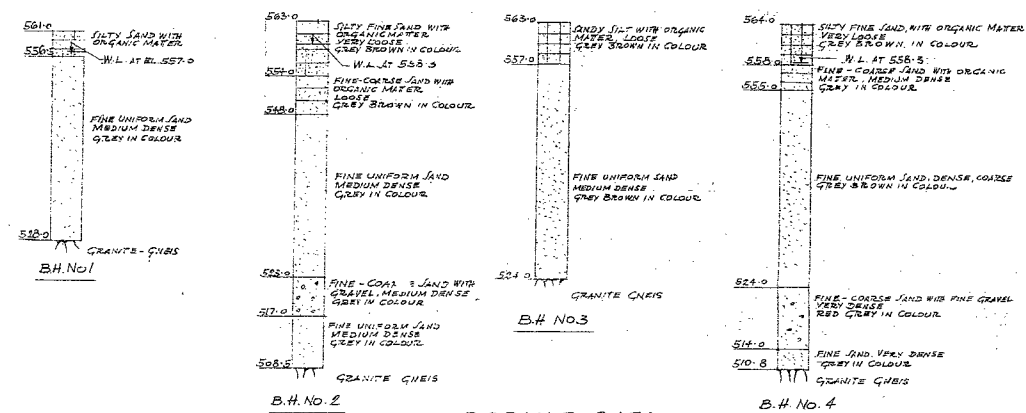 561.0
SILTY SAND WITH
ORGANIC MATER
556.5
W.L. AT EL 557.0
FINE UNIFORM SAND
MEDIUM DENSE
GREY IN COLOUR
528.0
GRANITE-GNEIS
B.H. No 1
563.0
SILTY FINE SAND WITH
ORGANIC MATER
VERY LOOSE
GREY BROWN IN COLOUR
W.L. AT 558.3
FINE-COARSE SAND WITH
ORGANIC MATER
LOOSE
GREY BROWN IN COLOUR
548.0
FINE UNIFORM SAND
MEDIUM DENSE
GREY IN COLOUR
523.0
FINE - SAND WITH
GRAVEL, MEDIUM DENSE
GREY IN COLOUR
517.0
FINE UNIFORM SAND
MEDIUM DENSE
GREY IN COLOUR
508.5
GRANITE GNEIS
B.H. No. 2
563.0
SANDY SILT WITH ORGANIC
MATER, LOOSE
GREY BROWN IN COLOUR
557.0
FINE UNIFORM SAND
MEDIUM DENSE
GREY BROWN IN COLOUR
524.0
GRANITE GNEIS
B.H No.3
564.0
SILTY FINE SAND, WITH ORGANIC MATER
VERY LOOSE
GREY BROWN. IN COLOUR
558.0
W.L. AT 558.3
FINE-COARSE SAND WITH ORGANIC
MATER. MEDIUM DENSE
GREY IN COLOUR
555.0
FINE UNIFORM SAND. DENSE, COARSE
GREY BROWN IN
524.0
FINE-COARSE SAND WITH FINE GRAVEL
VERY DENSE
RED GREY IN COLOUR
514.0
FINE SAND. VERY DENSE
GREY IN COLOUR
510.8
GRANITE GNEIS
B.H. No. 4